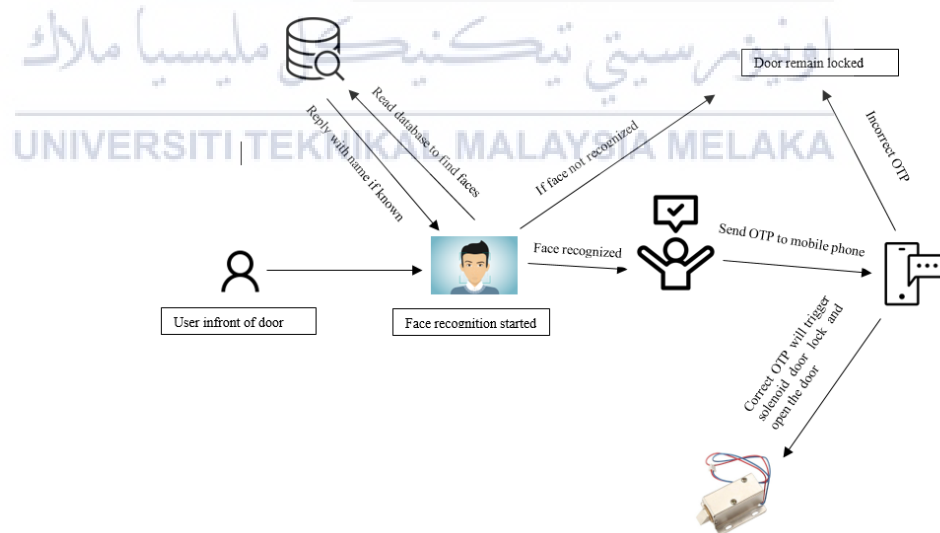 اونيۏرسيتي تيكنيكل مليسيا ملاك
Door remain locked
UNIVERSITI TEKNIKAL MALAYSIA MELAKA
Read database to find faces
Reply with name if known
If face not recognized
Incorrect OTP
Face recognized
Send OTP to mobile phone
User infront of door
Face recognition started
Correct OTP will trigger
solenoid door lock and
open the door